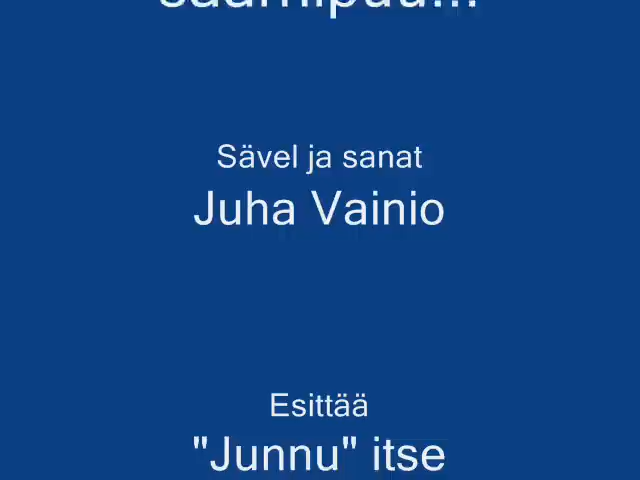 Sävel ja sanat
Juha Vainio
Esittää
"Junnu" itse